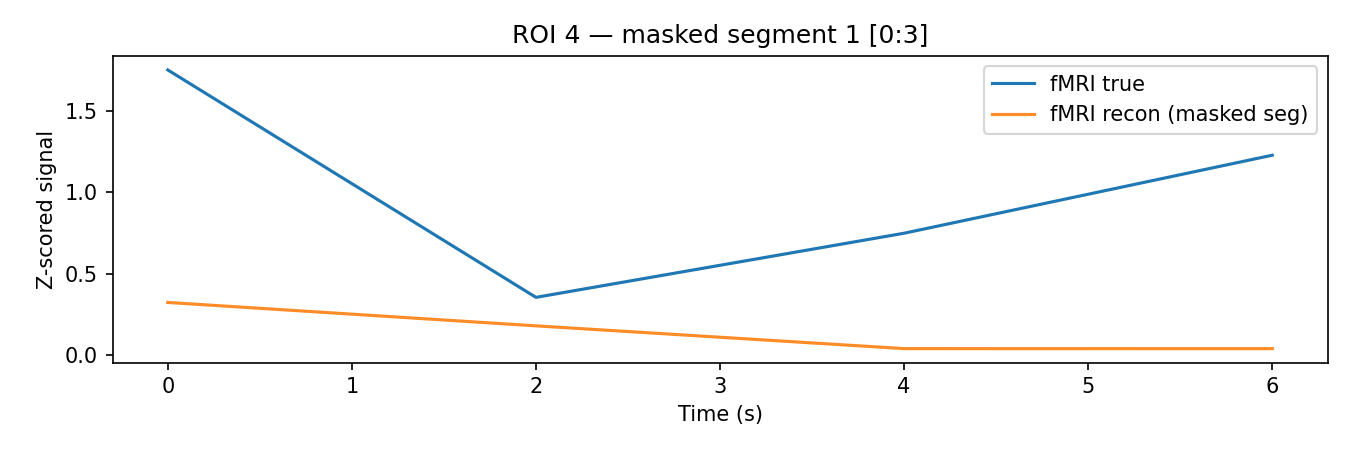 ROI 4 — masked segment 1 [0:3]
fMRI true
fMRI recon (masked seg)
Z-scored signal
1.5
1.0
0.5
0.0
0 1 2 3 4 5 6
Time (s)